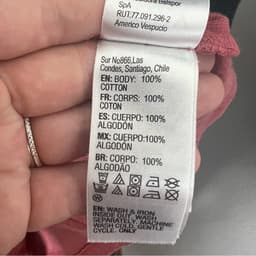 SpA
RUT.77.091.296-2
Americo Vespucio
Sur No866,Las
Condes, Santiago, Chile
EN: BODY: 100%
COTTON
FR: CORPS: 100%
COTON
ES: CUERPO: 100%
ALGODÓN
MX: CUERPO:100%
ALGODÓN
BR: CORPO: 100%
ALGODÃO
EN: WASH & IRON
INSIDE OUT. WASH
SEPARATELY. MACHINE
WASH COLD, GENTLE
CYCLE. ONLY